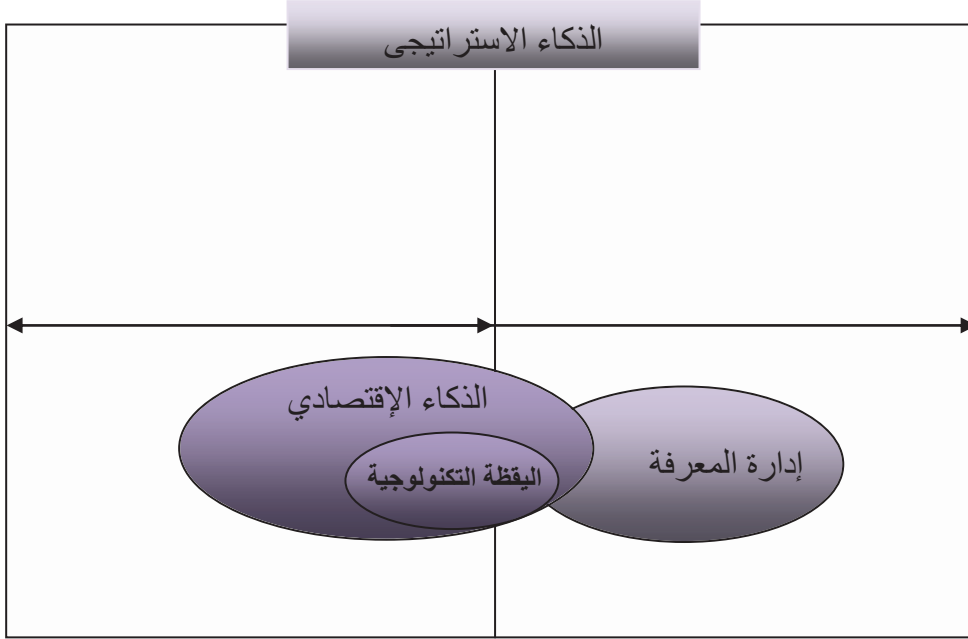 الذكاء الاستراتيجى
الذكاء الإقتصادي
إدارة المعرفة
اليقظة التكنولوجية